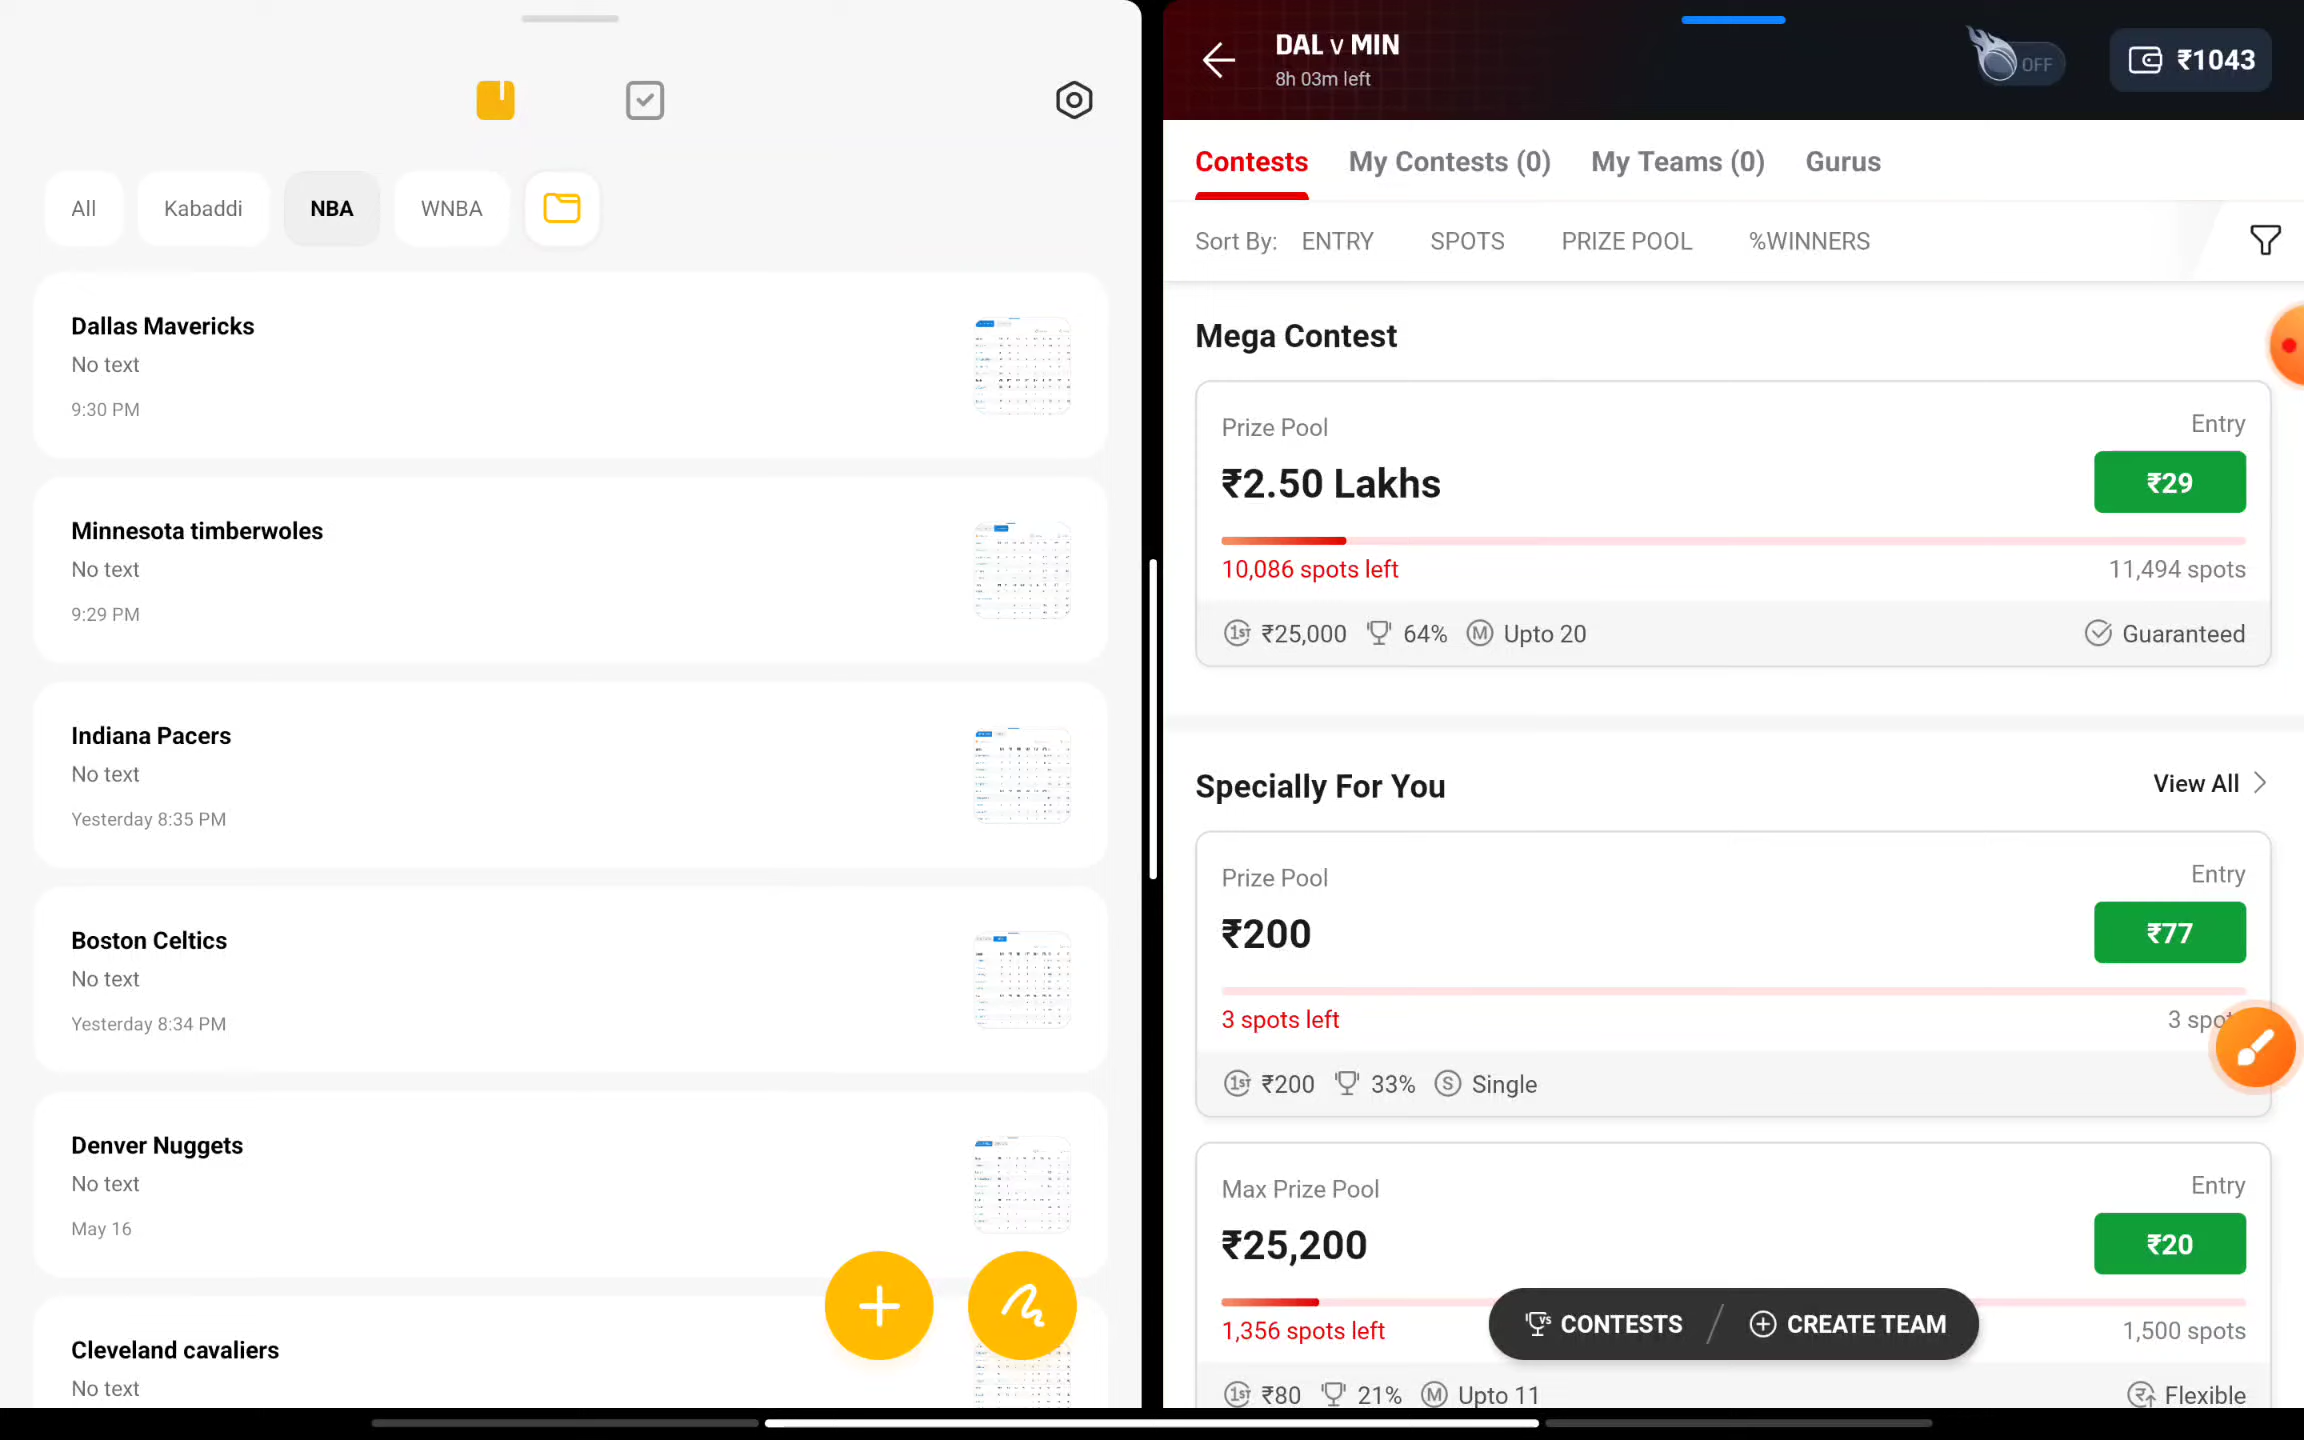 All
Kabaddi
NBA
WNBA
Dallas Mavericks
No text
9:30 PM
Minnesota timberwoles
No text
9:29 PM
Indiana Pacers
No text
Yesterday 8:35 PM
Boston Celtics
No text
Yesterday 8:34 PM
Denver Nuggets
No text
May 16
Cleveland cavaliers
No text
DAL v MIN
8h 03m left
OFF
₹1043
Contests
My Contests (0)
My Teams (0)
Gurus
Sort By: ENTRY SPOTS PRIZE POOL %WINNERS
Mega Contest
Prize Pool
Entry
₹2.50 Lakhs
₹29
10,086 spots left
11,494 spots
1ST ₹25,000 64% M Upto 20
Guaranteed
Specially For You
View All
Prize Pool
Entry
₹200
₹77
3 spots left
3 spot
1ST ₹200 33% S Single
Max Prize Pool
Entry
₹25,200
₹20
1,356 spots left
1,500 spots
VS CONTESTS / CREATE TEAM
1ST ₹80 21% M Upto 11
Flexible